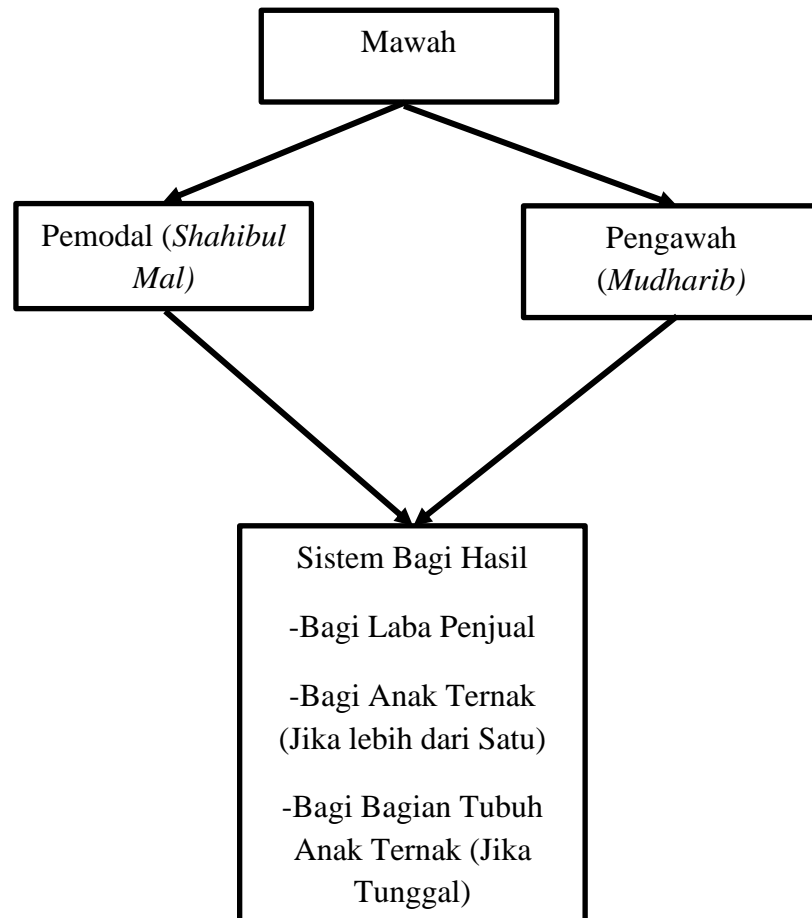 Mawah
Pemodal (Shahibul
Mal)
Pengawah
(Mudharib)
Sistem Bagi Hasil
-Bagi Laba Penjual
-Bagi Anak Ternak
(Jika lebih dari Satu)
-Bagi Bagian Tubuh
Anak Ternak (Jika
Tunggal)